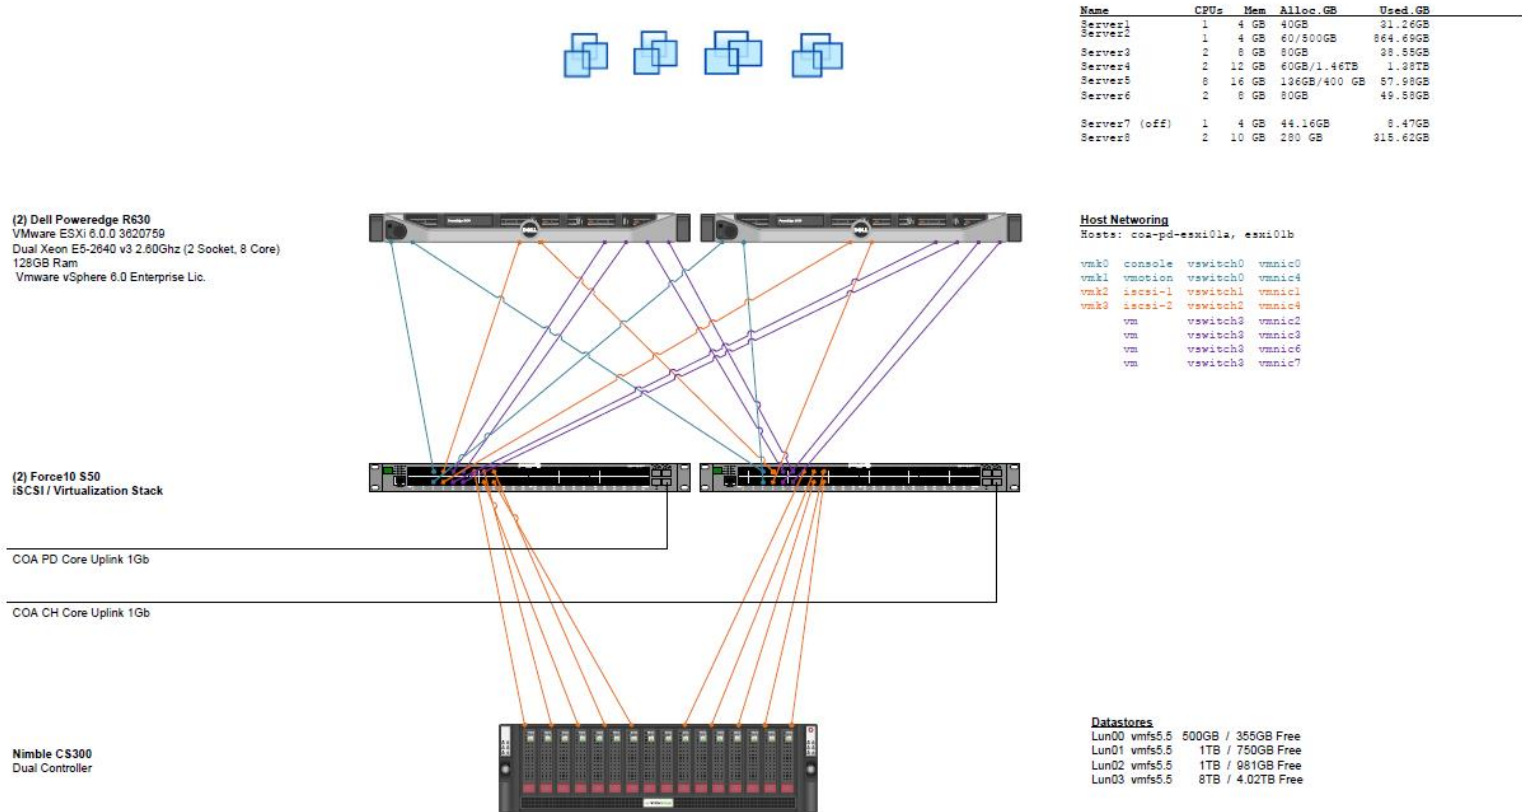 Name CPUs Mem Alloc.GB Used.GB
Server1 1 4 GB 40GB 31.26GB
Server2 1 4 GB 60/500GB 864.69GB
Server3 2 8 GB 80GB 38.55GB
Server4 2 12 GB 60GB/1.46TB 1.38TB
Server5 8 16 GB 136GB/400 GB 57.98GB
Server6 2 8 GB 80GB 49.58GB
Server7 (off) 1 4 GB 44.16GB 8.47GB
Server8 2 10 GB 280 GB 315.62GB
(2) Dell Poweredge R630
VMware ESXi 6.0.0 3620759
Dual Xeon E5-2640 v3 2.60Ghz (2 Socket, 8 Core)
128GB Ram
Vmware vSphere 6.0 Enterprise Lic.
DELL
DELL
Host Networing
Hosts: coa-pd-esxi01a, esxi01b
vmk0 console vswitch0 vmnic0
vmk1 vmotion vswitch0 vmnic4
vmk2 iscsi-1 vswitch1 vmnic1
vmk3 iscsi-2 vswitch2 vmnic4
vm vswitch3 vmnic2
vm vswitch3 vmnic3
vm vswitch3 vmnic6
vm vswitch3 vmnic7
(2) Force10 S50
iSCSI / Virtualization Stack
COA PD Core Uplink 1Gb
COA CH Core Uplink 1Gb
Nimble CS300
Dual Controller
Datastores
Lun00 vmfs5.5 500GB / 355GB Free
Lun01 vmfs5.5 1TB / 750GB Free
Lun02 vmfs5.5 1TB / 981GB Free
Lun03 vmfs5.5 8TB / 4.02TB Free